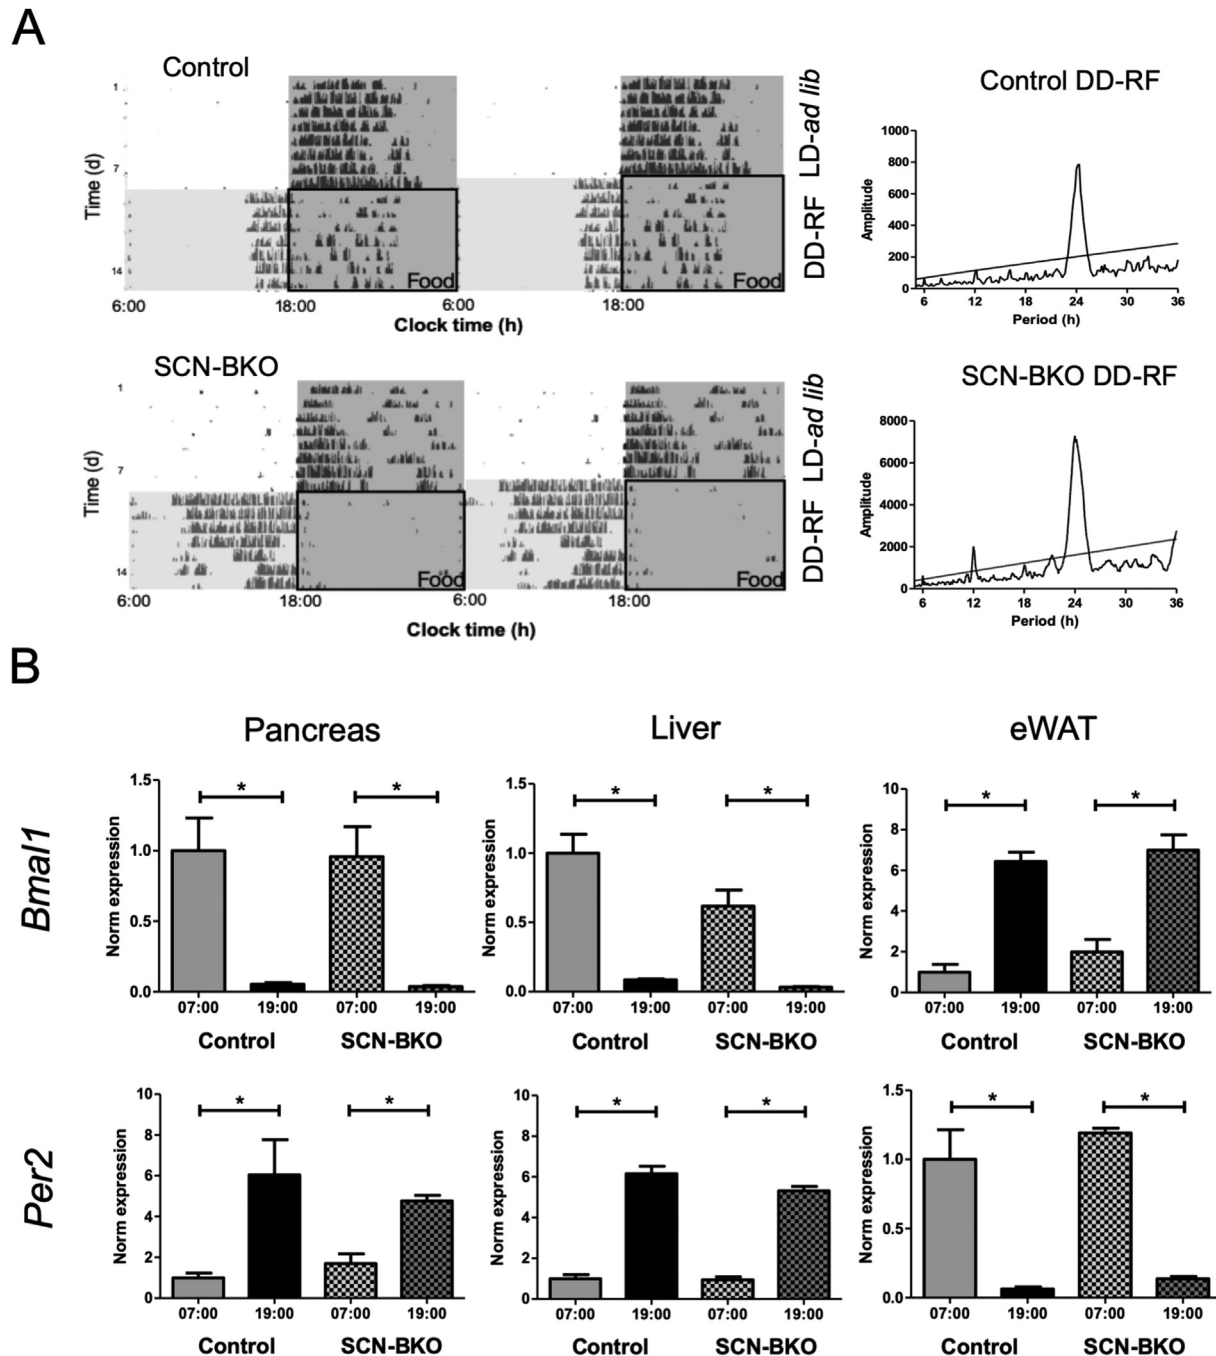 A
Control
Time (d)
1
7
14
LD-ad lib
DD-RF
Food
Food
6:00
18:00
6:00
18:00
Clock time (h)
Control DD-RF
Amplitude
1000
800
600
400
200
0
6
12
18
24
30
36
Period (h)
SCN-BKO
Time (d)
1
7
14
LD-ad lib
DD-RF
Food
Food
6:00
18:00
6:00
18:00
Clock time (h)
SCN-BKO DD-RF
Amplitude
8000
6000
4000
2000
0
6
12
18
24
30
36
Period (h)
B
Pancreas
Liver
eWAT
Bmal1
Norm expression
1.5
1.0
0.5
0.0
*
*
07:00
19:00
07:00
19:00
Control
SCN-BKO
Norm expression
1.5
1.0
0.5
0.0
*
*
07:00
19:00
07:00
19:00
Control
SCN-BKO
Norm expression
10
8
6
4
2
0
*
*
07:00
19:00
07:00
19:00
Control
SCN-BKO
Per2
Norm expression
10
8
6
4
2
0
*
*
07:00
19:00
07:00
19:00
Control
SCN-BKO
Norm expression
10
8
6
4
2
0
*
*
07:00
19:00
07:00
19:00
Control
SCN-BKO
Norm expression
1.5
1.0
0.5
0.0
*
*
07:00
19:00
07:00
19:00
Control
SCN-BKO